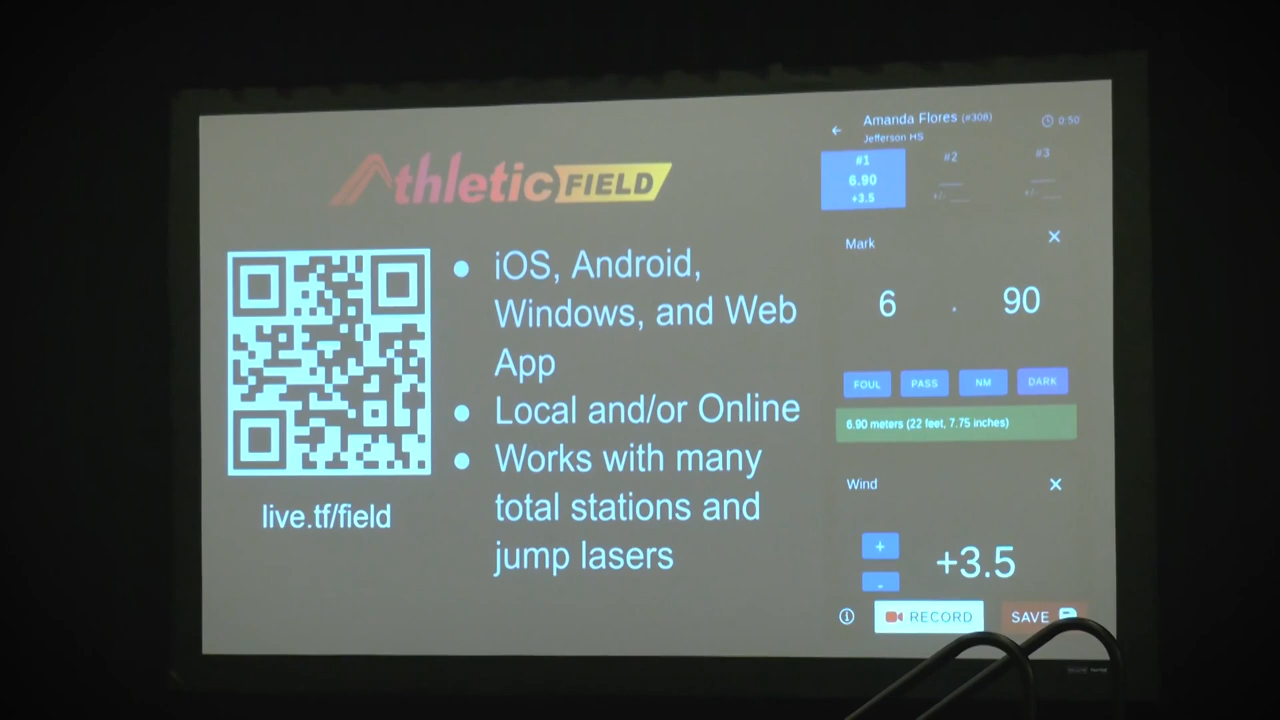 Athletic FIELD
iOS, Android,
Windows, and Web
App
Local and/or Online
Works with many
total stations and
jump lasers
live.tf/field
Amanda Flores (#308)
Jefferson HS
0:50
#1
6.90
+3.5
#2
+/-
#3
+/-
Mark
6 . 90
FOUL PASS NM DARK
6.90 meters (22 feet, 7.75 inches)
Wind
+
+3.5
-
RECORD SAVE